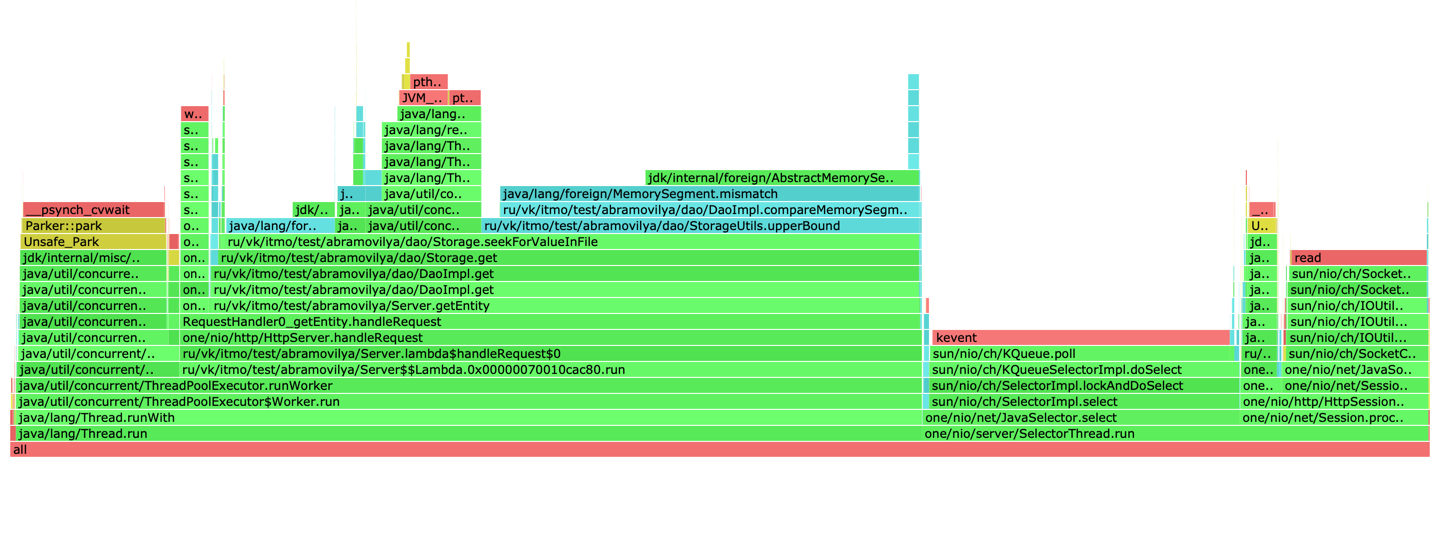 pth..
JVM_.. pt..
w.. java/lang..
s.. java/lang/re..
s.. java/lang/Th..
s.. java/lang/Th..
s.. java/lang/Th.. jdk/internal/foreign/AbstractMemorySe..
s.. j.. java/util/co.. java/lang/foreign/MemorySegment.mismatch
__psynch_cvwait s.. jdk/.. ja.. java/util/conc.. ru/vk/itmo/test/abramovilya/dao/DaoImpl.compareMemorySegm.. _..
Parker::park o.. java/lang/for.. ja.. java/util/conc.. ru/vk/itmo/test/abramovilya/dao/StorageUtils.upperBound U..
Unsafe_Park o.. ru/vk/itmo/test/abramovilya/dao/Storage.seekForValueInFile jd..
jdk/internal/misc/.. on.. ru/vk/itmo/test/abramovilya/dao/Storage.get ja.. read
java/util/concurre.. on.. ru/vk/itmo/test/abramovilya/dao/DaoImpl.get ja.. sun/nio/ch/Socket..
java/util/concurren.. on.. ru/vk/itmo/test/abramovilya/dao/DaoImpl.get ja.. sun/nio/ch/Socket..
java/util/concurren.. on.. ru/vk/itmo/test/abramovilya/Server.getEntity ja.. sun/nio/ch/IOUtil..
java/util/concurren.. RequestHandler0_getEntity.handleRequest ja.. sun/nio/ch/IOUtil...
java/util/concurren.. one/nio/http/HttpServer.handleRequest kevent ja.. sun/nio/ch/IOUtil...
java/util/concurrent/.. ru/vk/itmo/test/abramovilya/Server.lambda$handleRequest$0 sun/nio/ch/KQueue.poll ru/.. sun/nio/ch/SocketC..
java/util/concurrent/.. ru/vk/itmo/test/abramovilya/Server$$Lambda.0x00000070010cac80.run sun/nio/ch/KQueueSelectorImpl.doSelect one.. one/nio/net/JavaSo..
java/util/concurrent/ThreadPoolExecutor.runWorker sun/nio/ch/SelectorImpl.lockAndDoSelect one.. one/nio/net/Sessio..
java/util/concurrent/ThreadPoolExecutor$Worker.run sun/nio/ch/SelectorImpl.select one/nio/http/HttpSession..
java/lang/Thread.runWith one/nio/net/JavaSelector.select one/nio/net/Session.proc..
java/lang/Thread.run one/nio/server/SelectorThread.run
all